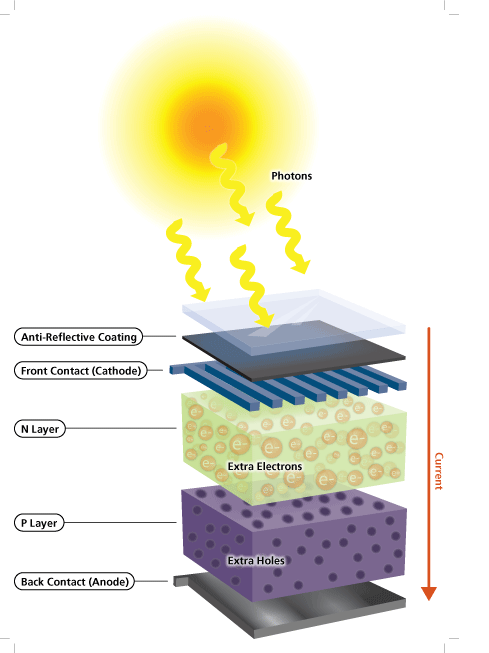 Photons
Anti-Reflective Coating
Front Contact (Cathode)
N Layer
e-
e-
e-
e-
e-
e-
e-
e-
e-
e-
Extra Electrons
Current
P Layer
Extra Holes
Back Contact (Anode)